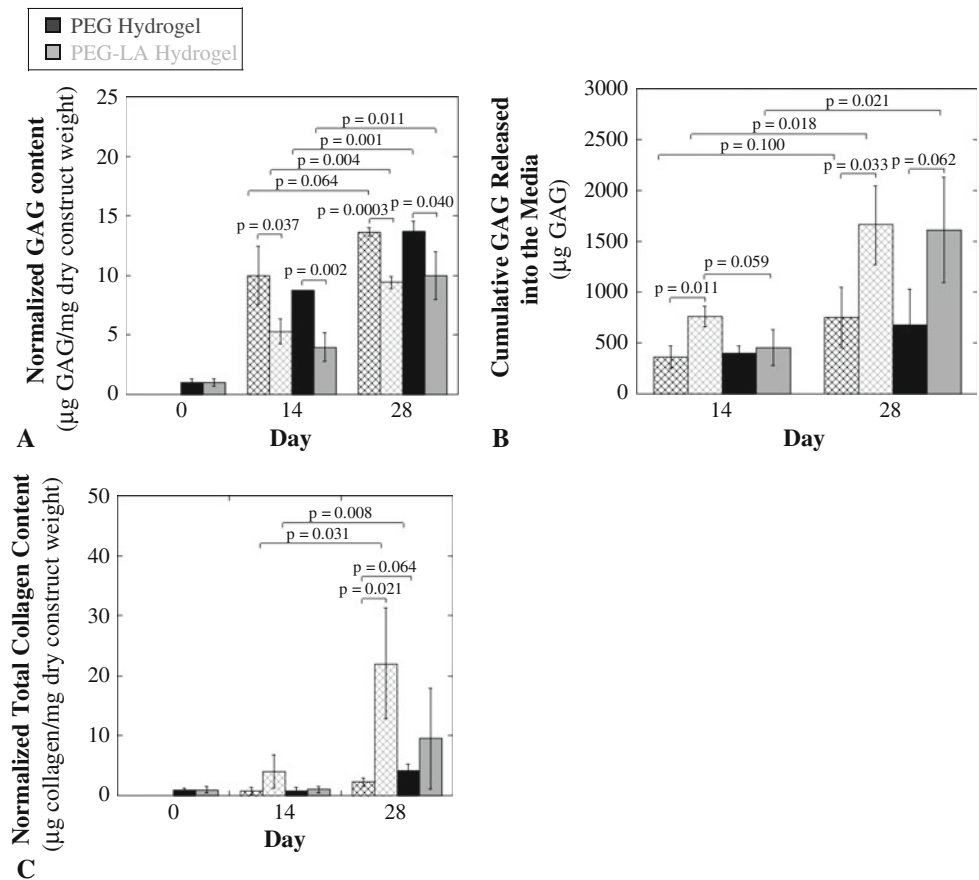 PEG Hydrogel
PEG-LA Hydrogel
Normalized GAG content
(µg GAG/mg dry construct weight)
25
20
15
10
5
0
p = 0.011
p = 0.001
p = 0.004
p = 0.064
p = 0.037
p = 0.0003
p = 0.040
p = 0.002
0
14
28
Day
A
Cumulative GAG Released
into the Media
(µg GAG)
3000
2500
2000
1500
1000
500
0
p = 0.021
p = 0.018
p = 0.100
p = 0.033
p = 0.062
p = 0.059
p = 0.011
14
28
Day
B
Normalized Total Collagen Content
(µg collagen/mg dry construct weight)
50
40
30
20
10
0
p = 0.008
p = 0.031
p = 0.064
p = 0.021
0
14
28
Day
C